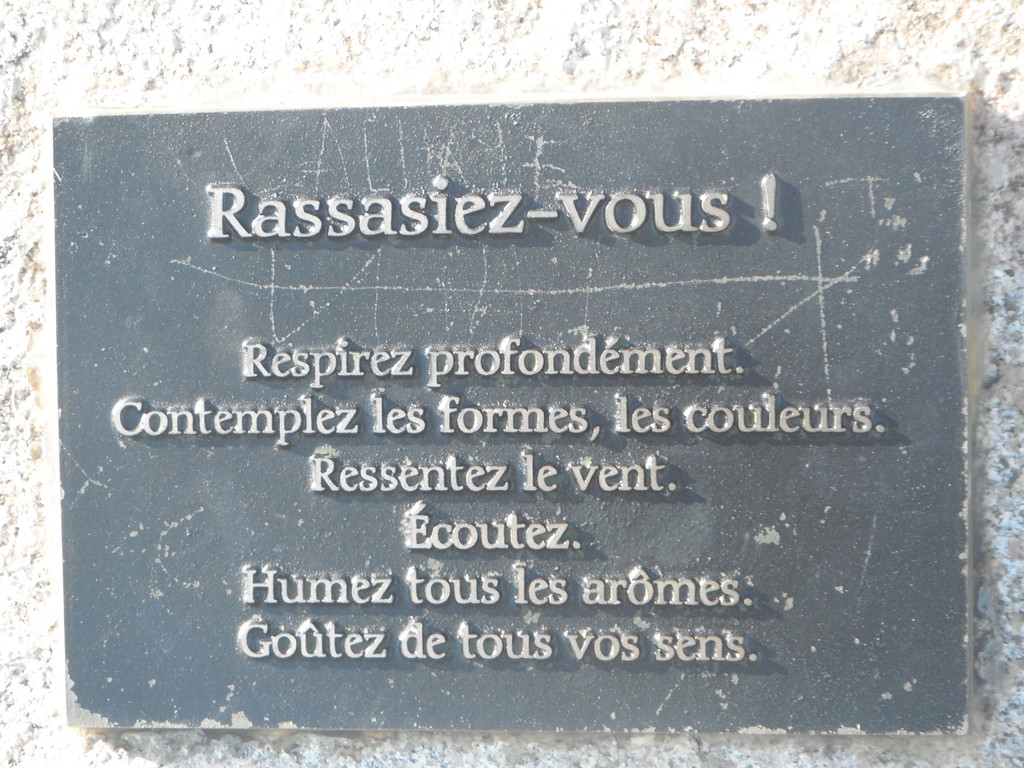 Rassasiez-vous !
Respirez profondément.
Contemplez les formes, les couleurs.
Ressentez le vent.
Écoutez.
Humez tous les arômes.
Goûtez de tous vos sens.